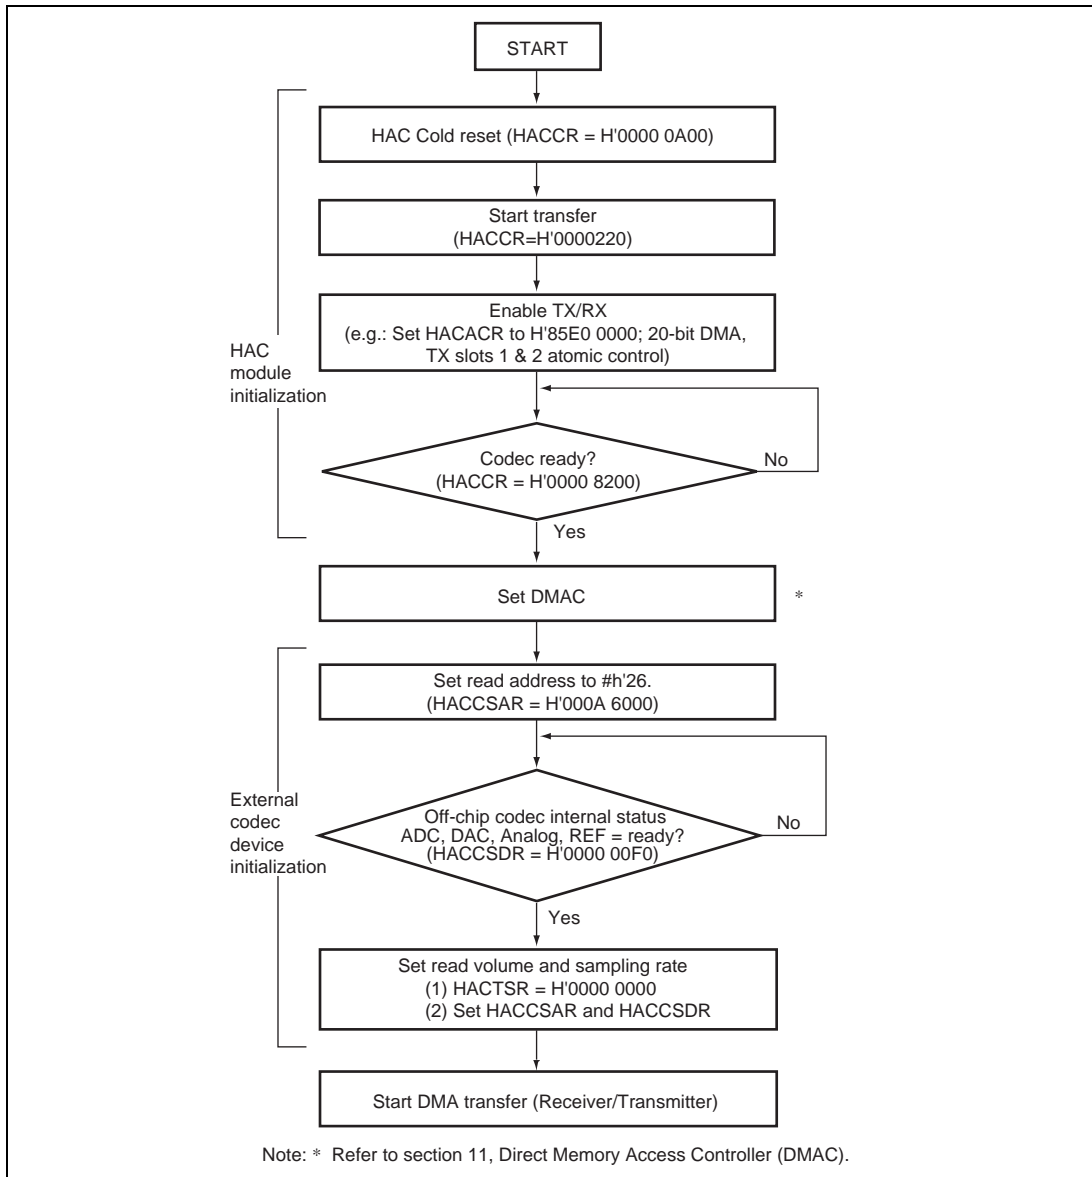 START
HAC Cold reset (HACCR = H'0000 0A00)
Start transfer
(HACCR=H'0000220)
Enable TX/RX
(e.g.: Set HACACR to H'85E0 0000; 20-bit DMA,
TX slots 1 & 2 atomic control)
HAC
module
initialization
Codec ready?
(HACCR = H'0000 8200)
No
Yes
Set DMAC
*
Set read address to #h'26.
(HACCSAR = H'000A 6000)
External
codec
device
initialization
Off-chip codec internal status
ADC, DAC, Analog, REF = ready?
(HACCSDR = H'0000 00F0)
No
Yes
Set read volume and sampling rate
(1) HACTSR = H'0000 0000
(2) Set HACCSAR and HACCSDR
Start DMA transfer (Receiver/Transmitter)
Note: * Refer to section 11, Direct Memory Access Controller (DMAC).